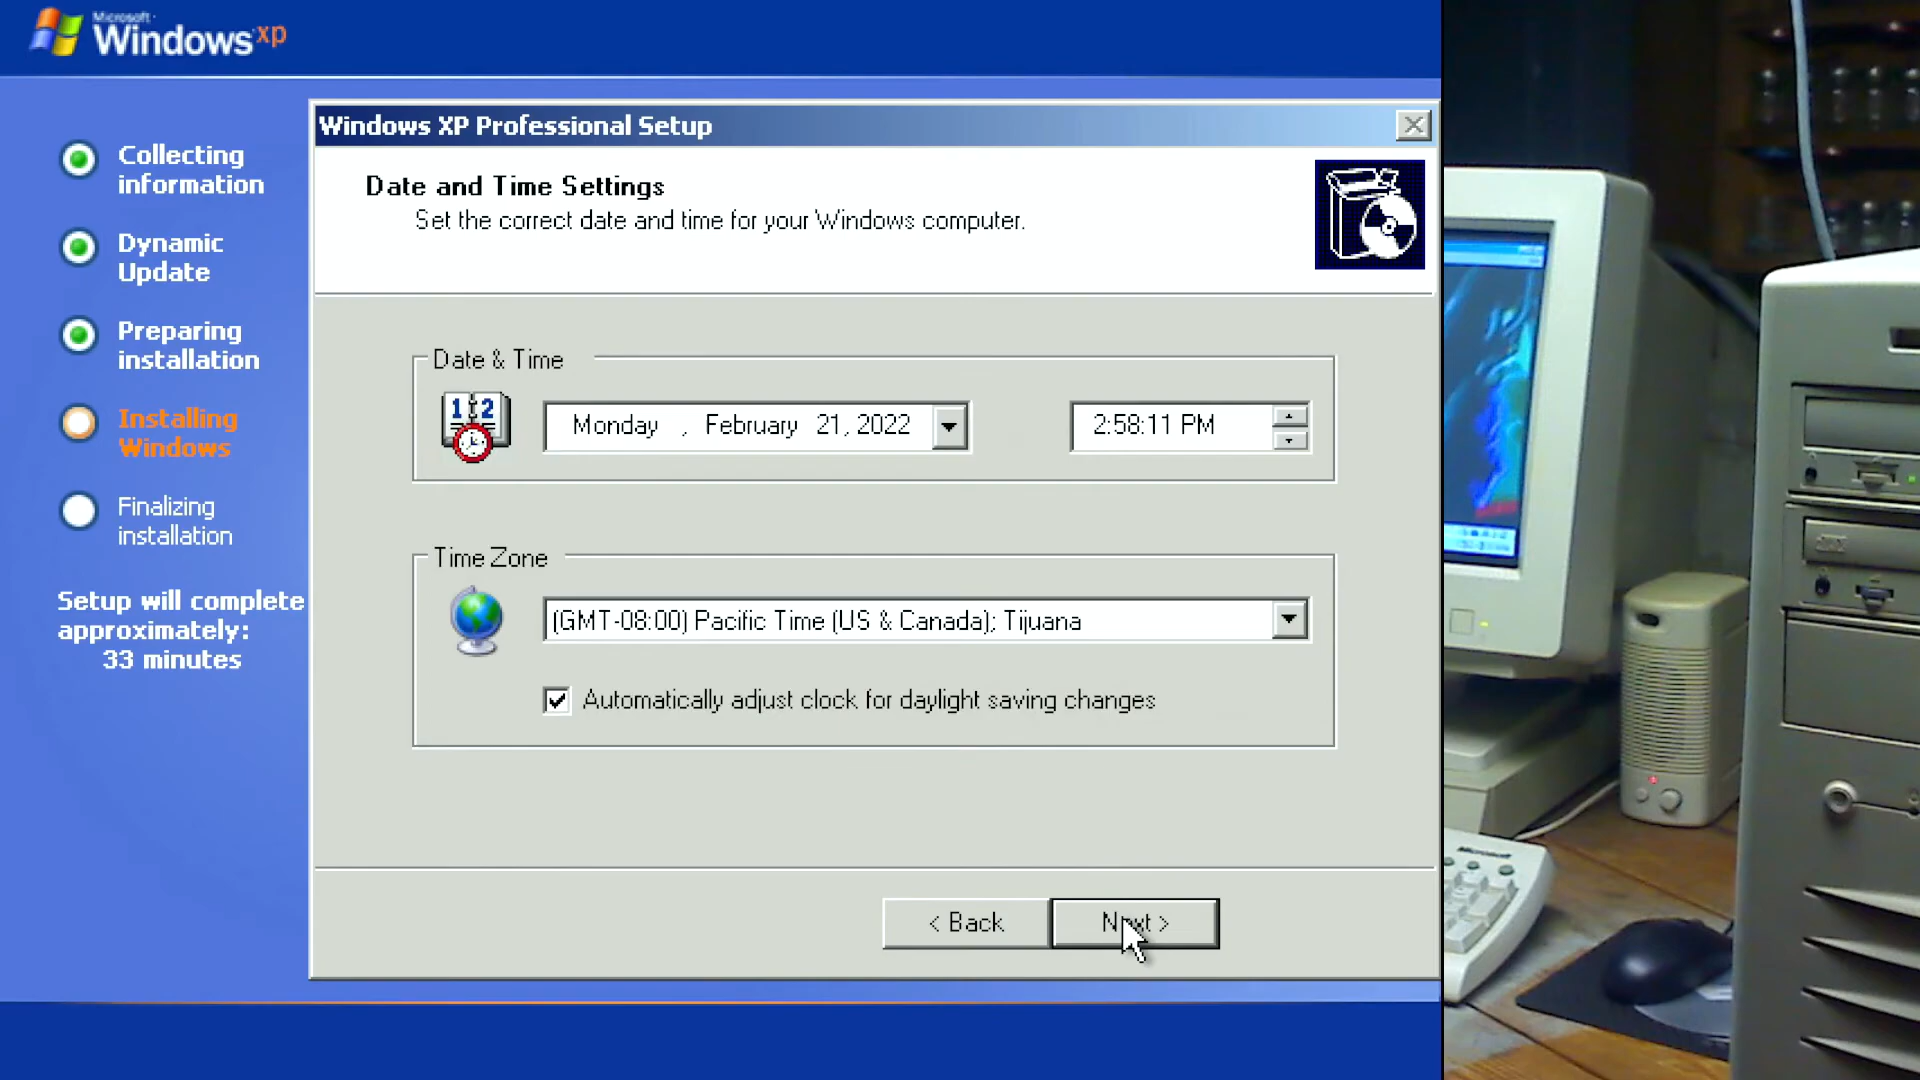 Microsoft
Windows xp
Collecting
information
Dynamic
Update
Preparing
installation
Installing
Windows
Finalizing
installation
Setup will complete
approximately:
33 minutes
Windows XP Professional Setup
Date and Time Settings
Set the correct date and time for your Windows computer.
Date & Time
1 2
Monday , February 21, 2022
2:58:11 PM
Time Zone
(GMT-08:00) Pacific Time (US & Canada); Tijuana
Automatically adjust clock for daylight saving changes
< Back
Next >
Microsoft